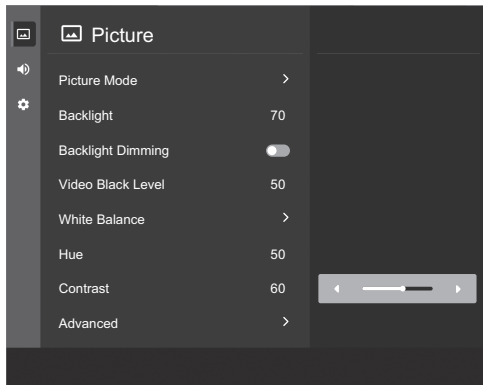 Picture
Picture Mode
Backlight 70
Backlight Dimming
Video Black Level 50
White Balance
Hue 50
Contrast 60
Advanced